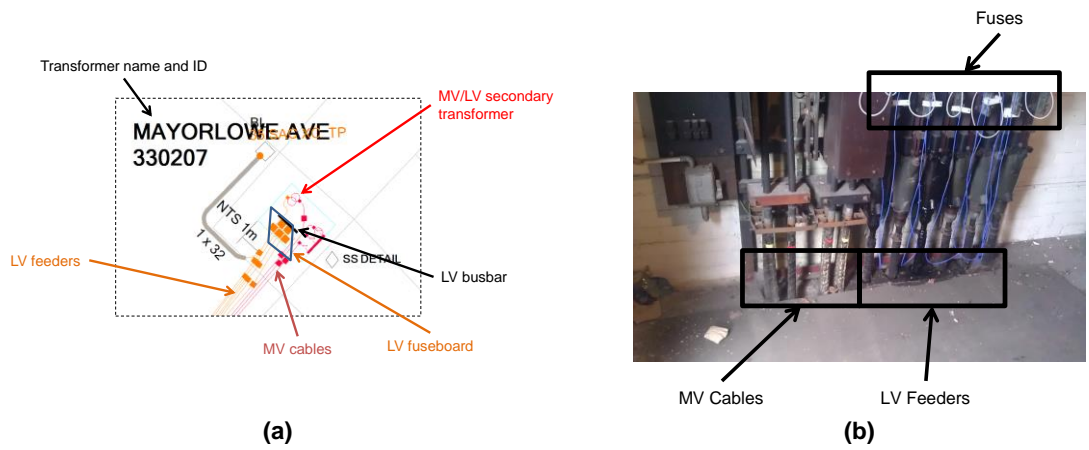 Fuses
Transformer name and ID
MV/LV secondary
transformer
MAYORLOWE AVE
330207
NTS 1m
1 x 32
SS DETAIL
LV feeders
LV busbar
MV cables
LV fuseboard
MV Cables
LV Feeders
(a)
(b)